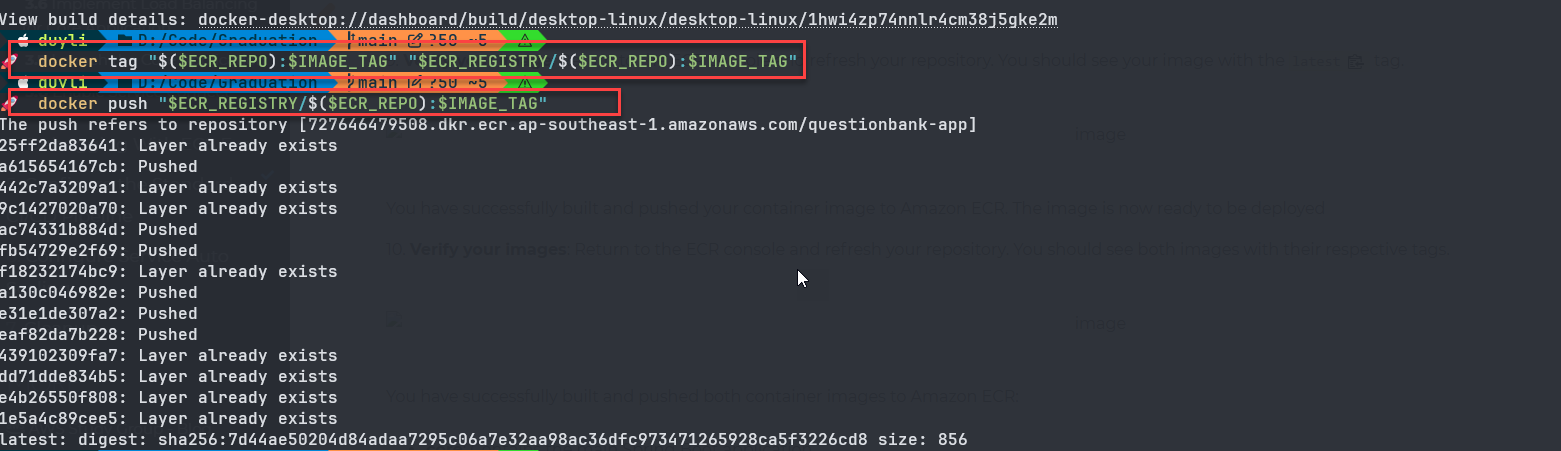 3.6 Implement Load Balancing
View build details: docker-desktop://dashboard/build/desktop-linux/desktop-linux/1hwi4zp74nnlr4cm38j5gke2m
duyli D:/Code/Graduation main ?50 ~5
docker tag "$($ECR_REPO):$IMAGE_TAG" "$ECR_REGISTRY/$($ECR_REPO):$IMAGE_TAG"
refresh your repository. You should see your image with the latest tag
duyli D:/Code/Graduation main ?50 ~5
docker push "$ECR_REGISTRY/$($ECR_REPO):$IMAGE_TAG"
The push refers to repository [727646479508.dkr.ecr.ap-southeast-1.amazonaws.com/questionbank-app]
Image
25ff2da83641: Layer already exists
a615654167cb: Pushed
442c7a3209a1: Layer already exists
9c1427020a70: Layer already exists
You have successfully built and pushed your container image to Amazon ECR. The image is now ready to be deployed
ac74331b884d: Pushed
fb54729e2f69: Pushed
10. Verify your images: Return to the ECR console and refresh your repository. You should see both images with their respective tags
f18232174bc9: Layer already exists
a130c046982e: Pushed
e31e1de307a2: Pushed
Image
eaf82da7b228: Pushed
439102309fa7: Layer already exists
dd71dde834b5: Layer already exists
e4b26550f808: Layer already exists
You have successfully built and pushed both container images to Amazon ECR.
1e5a4c89cee5: Layer already exists
latest: digest: sha256:7d44ae50204d84adaa7295c06a7e32aa98ac36dfc973471265928ca5f3226cd8 size: 856